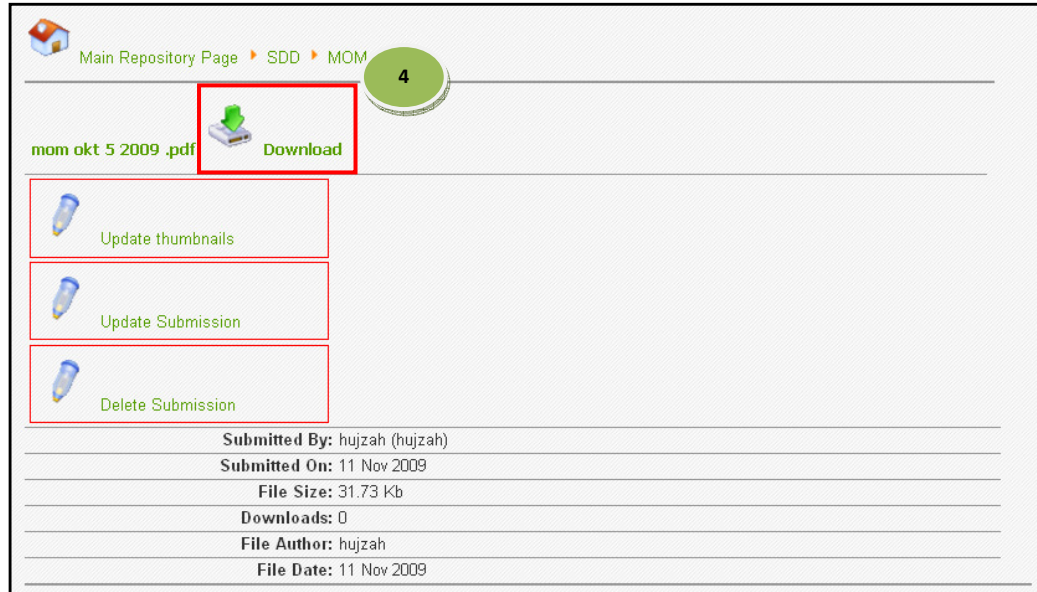 Main Repository Page SDD MOM
4
mom okt 5 2009 .pdf Download
Update thumbnails
Update Submission
Delete Submission
Submitted By: hujzah (hujzah)
Submitted On: 11 Nov 2009
File Size: 31.73 Kb
Downloads: 0
File Author: hujzah
File Date: 11 Nov 2009